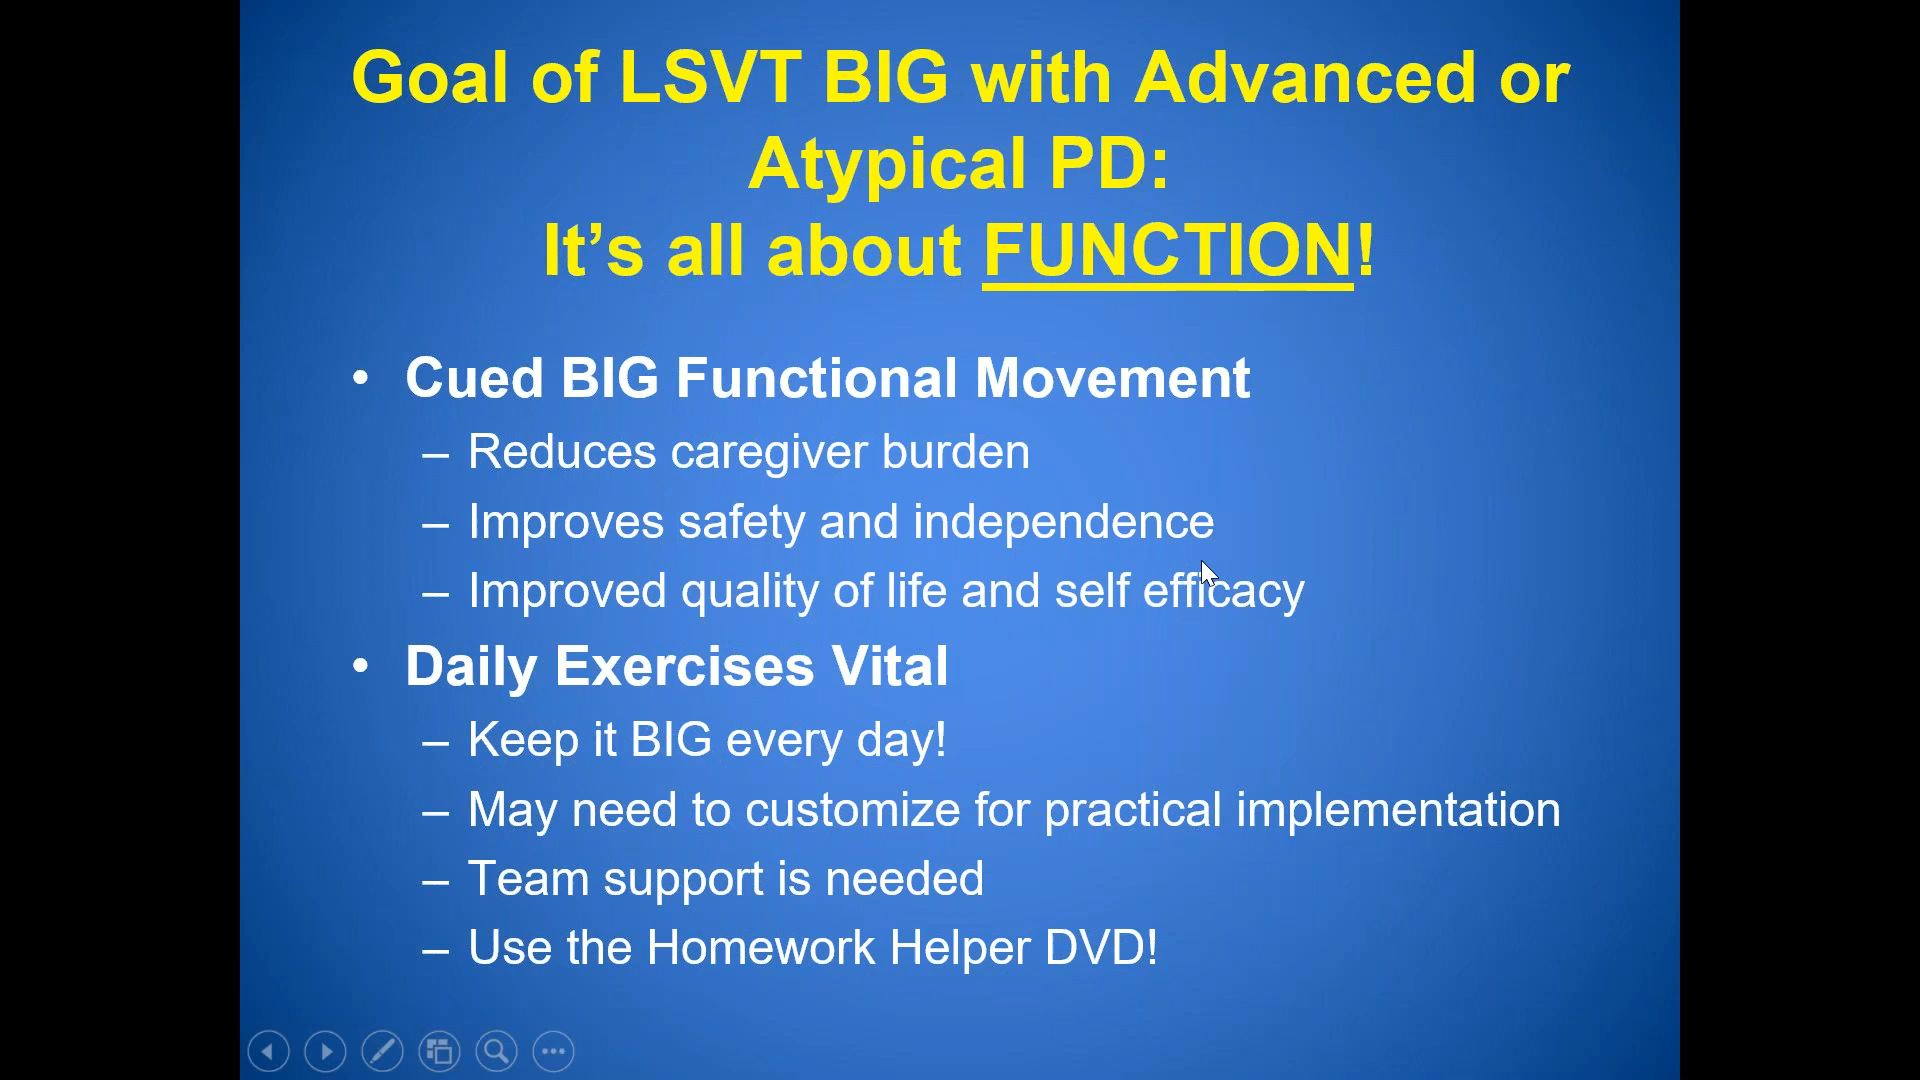 Goal of LSVT BIG with Advanced or
Atypical PD:
It’s all about FUNCTION!
• Cued BIG Functional Movement
– Reduces caregiver burden
– Improves safety and independence
– Improved quality of life and self efficacy
• Daily Exercises Vital
– Keep it BIG every day!
– May need to customize for practical implementation
– Team support is needed
– Use the Homework Helper DVD!